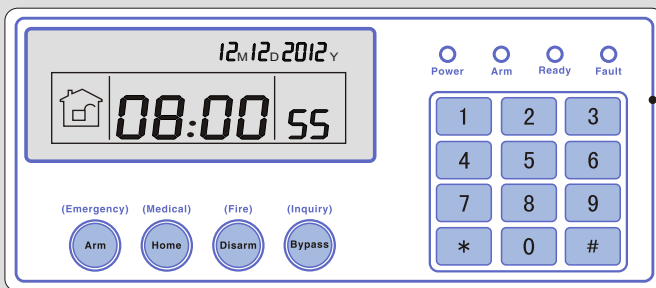 12M12D2012Y
08:00 55
Power Arm Ready Fault
1 2 3
4 5 6
7 8 9
* 0 #
(Emergency) (Medical) (Fire) (Inquiry)
Arm Home Disarm Bypass